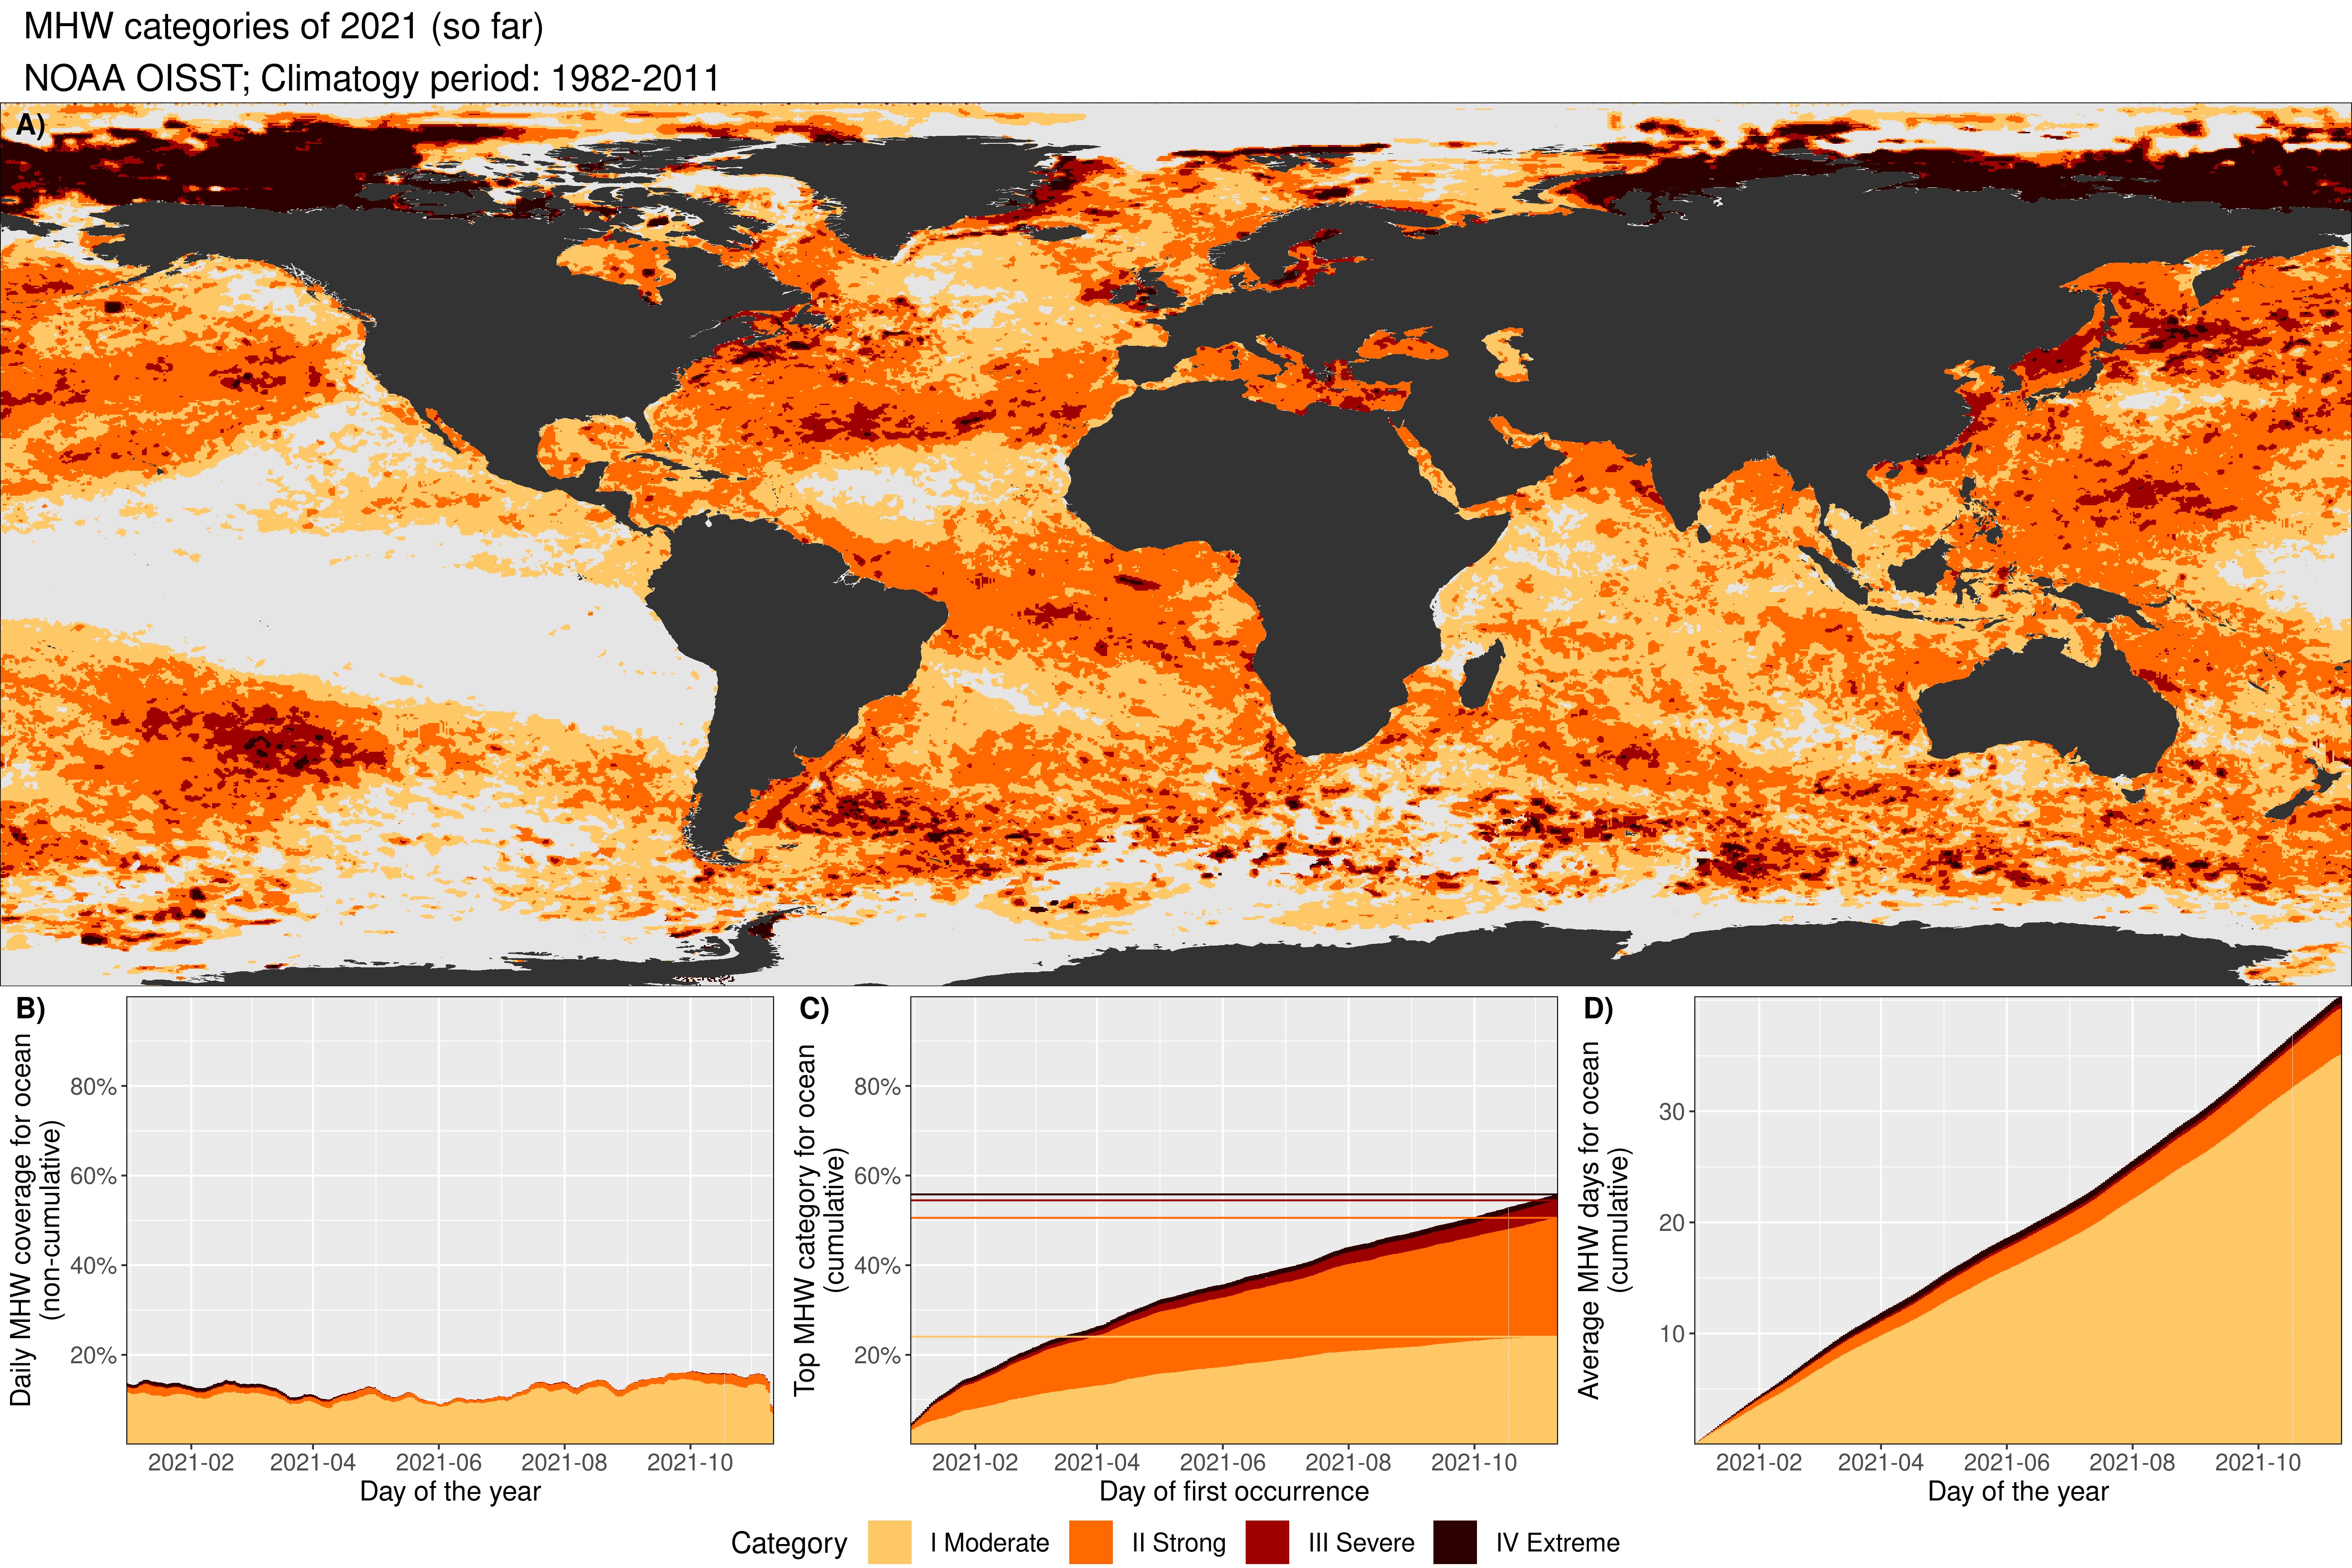 MHW categories of 2021 (so far)
NOAA OISST; Climatogy period: 1982-2011
A)
B)
Daily MHW coverage for ocean
(non-cumulative)
80%
60%
40%
20%
2021-02 2021-04 2021-06 2021-08 2021-10
Day of the year
C)
Top MHW category for ocean
(cumulative)
80%
60%
40%
20%
2021-02 2021-04 2021-06 2021-08 2021-10
Day of first occurrence
D)
Average MHW days for ocean
(cumulative)
30
20
10
2021-02 2021-04 2021-06 2021-08 2021-10
Day of the year
Category I Moderate II Strong III Severe IV Extreme